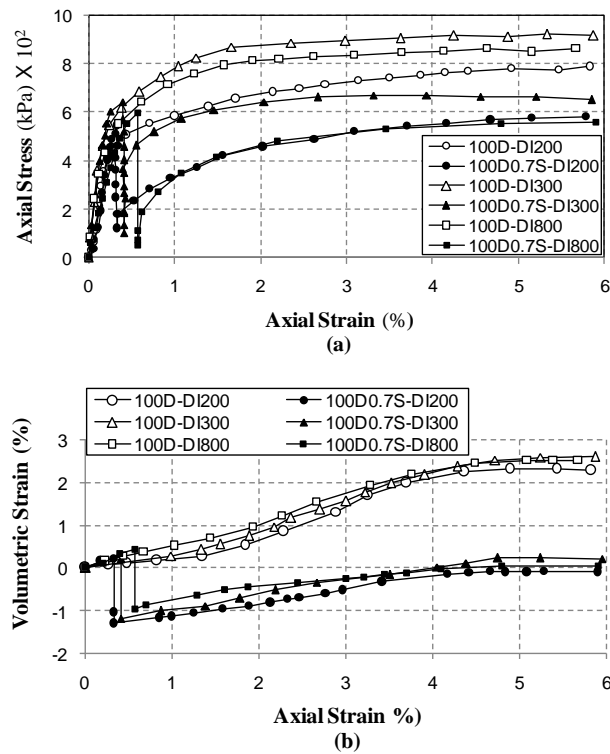 10
8
6
4
2
0
Axial Stress (kPa) X 10²
100D-DI200
100D0.7S-DI200
100D-DI300
100D0.7S-DI300
100D-DI800
100D0.7S-DI800
0 1 2 3 4 5 6
Axial Strain (%)
(a)
100D-DI200 100D0.7S-DI200
100D-DI300 100D0.7S-DI300
100D-DI800 100D0.7S-DI800
3
2
1
0
-1
-2
Volumetric Strain (%)
0 1 2 3 4 5 6
Axial Strain %)
(b)